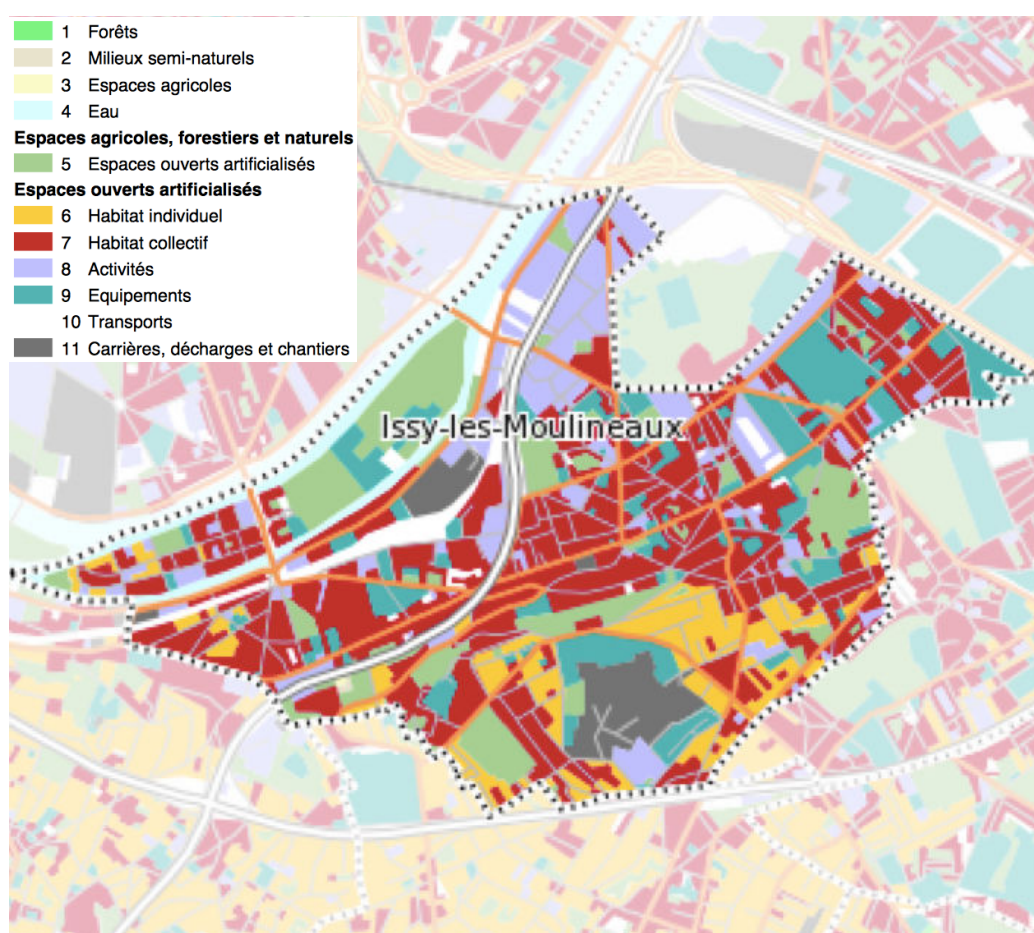 1 Forêts
2 Milieux semi-naturels
3 Espaces agricoles
4 Eau
Espaces agricoles, forestiers et naturels
5 Espaces ouverts artificialisés
Espaces ouverts artificialisés
6 Habitat individuel
7 Habitat collectif
8 Activités
9 Equipements
10 Transports
11 Carrières, décharges et chantiers
Issy-les-Moulineaux